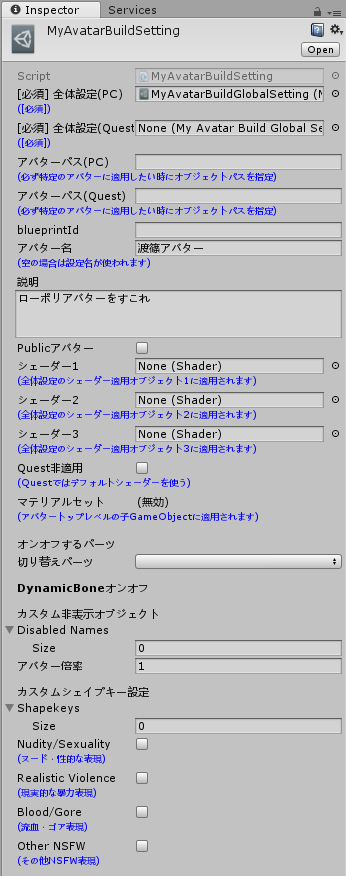 Inspector Services
MyAvatarBuildSetting
Open
Script MyAvatarBuildSetting
[必須] 全体設定(PC) MyAvatarBuildGlobalSetting (M
([必須])
[必須] 全体設定(Quest None (My Avatar Build Global Se
([必須])
アバターパス(PC)
(必ず特定のアバターに適用したい時にオブジェクトパスを指定)
アバターパス(Quest)
(必ず特定のアバターに適用したい時にオブジェクトパスを指定)
blueprintId
アバター名 渡篠アバター
(空の場合は設定名が使われます)
説明
ローポリアバターをすこれ
Publicアバター
シェーダー1 None (Shader)
(全体設定のシェーダー適用オブジェクト1に適用されます)
シェーダー2 None (Shader)
(全体設定のシェーダー適用オブジェクト2に適用されます)
シェーダー3 None (Shader)
(全体設定のシェーダー適用オブジェクト3に適用されます)
Quest非適用
(Questではデフォルトシェーダーを使う)
マテリアルセット (無効)
(アバタートップレベルの子GameObjectに適用されます)
オンオフするパーツ
切り替えパーツ
DynamicBoneオンオフ
カスタム非表示オブジェクト
Disabled Names
Size 0
アバター倍率 1
カスタムシェイプキー設定
Shapekeys
Size 0
Nudity/Sexuality
(ヌード・性的な表現)
Realistic Violence
(現実的な暴力表現)
Blood/Gore
(流血・ゴア表現)
Other NSFW
(その他NSFW表現)